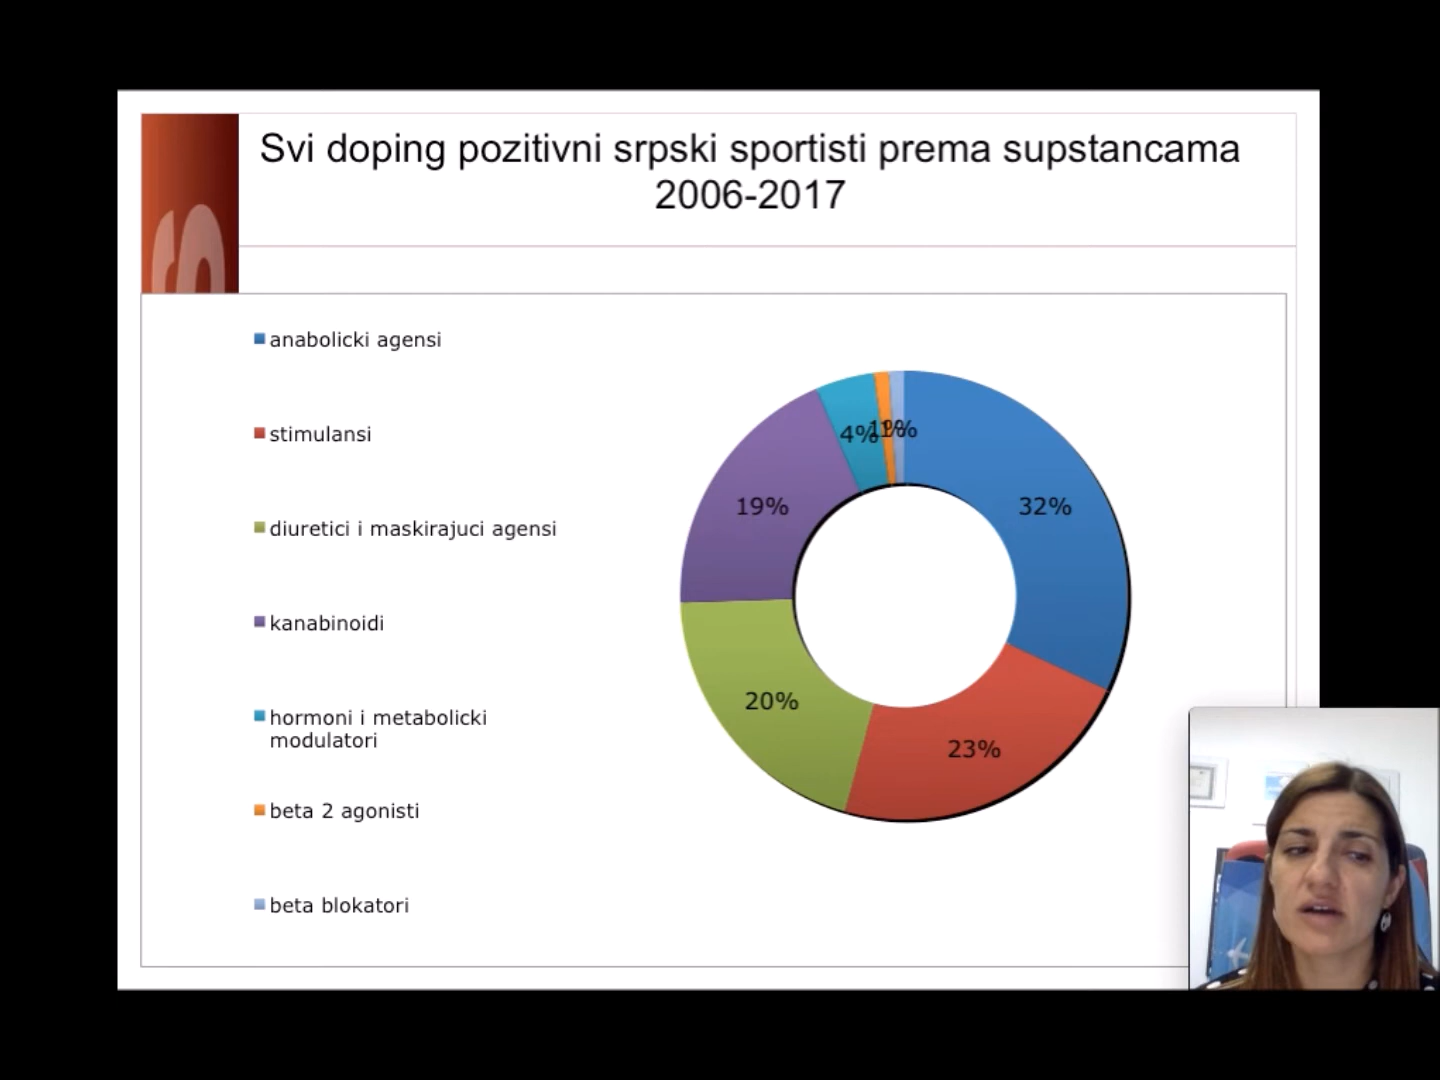 Svi doping pozitivni srpski sportisti prema supstancama
2006-2017
anabolicki agensi
stimulansi
diuretici i maskirajuci agensi
kanabinoidi
hormoni i metabolicki
modulatori
beta 2 agonisti
beta blokatori
4%
1%
1%
19%
32%
20%
23%